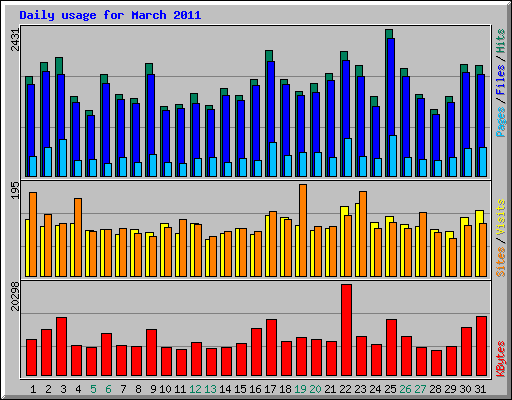 Daily usage for March 2011
2431
Pages / Files / Hits
195
Sites / Visits
20298
KBytes
1 2 3 4 5 6 7 8 9 10 11 12 13 14 15 16 17 18 19 20 21 22 23 24 25 26 27 28 29 30 31